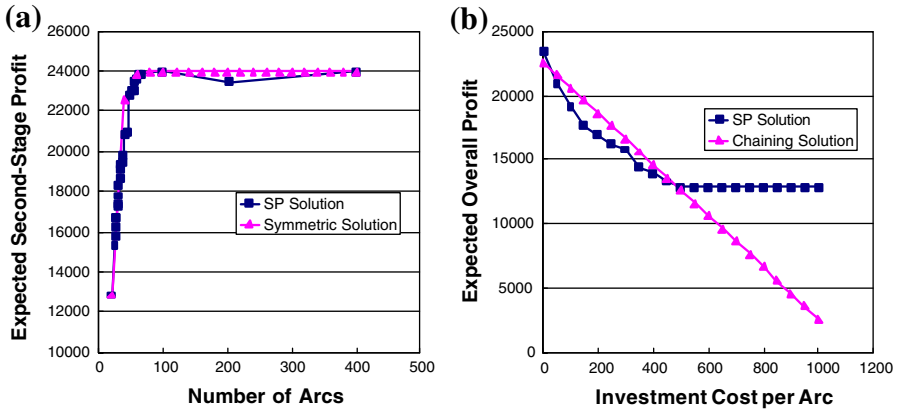 (a)
Expected Second-Stage Profit
26000
24000
22000
20000
18000
16000
14000
12000
10000
SP Solution
Symmetric Solution
0
100
200
300
400
500
Number of Arcs
(b)
Expected Overall Profit
25000
20000
15000
10000
5000
0
SP Solution
Chaining Solution
0
200
400
600
800
1000
1200
Investment Cost per Arc